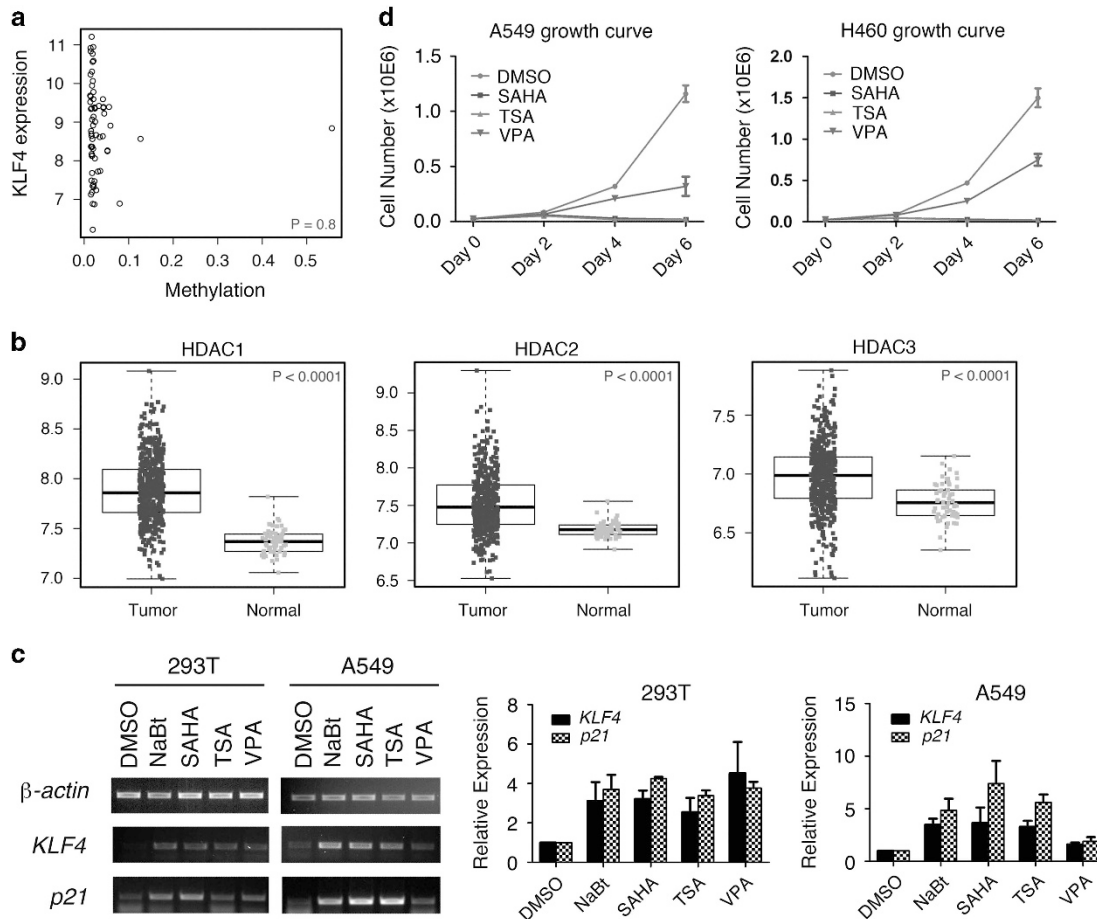 a
KLF4 expression
11
10
9
8
7
P = 0.8
0.0 0.1 0.2 0.3 0.4 0.5
Methylation
d
A549 growth curve
Cell Number (x10E6)
1.5
1.0
0.5
0.0
DMSO
SAHA
TSA
VPA
Day 0 Day 2 Day 4 Day 6
H460 growth curve
Cell Number (x10E6)
2.0
1.5
1.0
0.5
0.0
DMSO
SAHA
TSA
VPA
Day 0 Day 2 Day 4 Day 6
b
HDAC1
P < 0.0001
9.0
8.0
7.5
7.0
Tumor Normal
HDAC2
P < 0.0001
9.0
8.5
8.0
7.5
7.0
6.5
Tumor Normal
HDAC3
P < 0.0001
7.5
7.0
6.5
Tumor Normal
c
293T A549
DMSO NaBt SAHA TSA VPA DMSO NaBt SAHA TSA VPA
β-actin
KLF4
p21
293T
Relative Expression
8
6
4
2
0
KLF4
p21
DMSO NaBt SAHA TSA VPA
A549
Relative Expression
15
10
5
0
KLF4
p21
DMSO NaBt SAHA TSA VPA